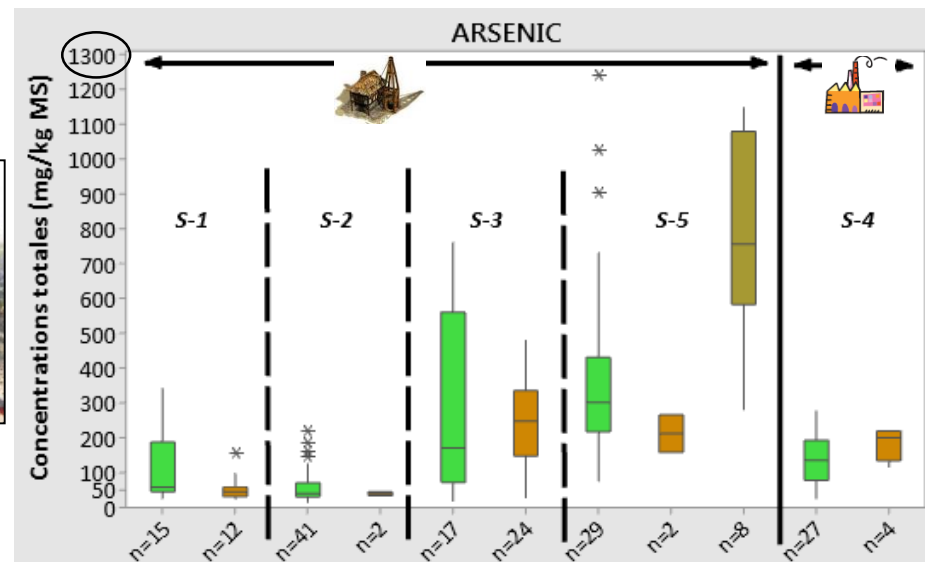 ARSENIC
Concentrations totales (mg/kg MS)
1300
1200
1100
1000
900
800
700
600
500
400
300
200
100
50
0
S-1
S-2
S-3
S-5
S-4
n=15
n=12
n=41
n=2
n=17
n=24
n=29
n=2
n=8
n=27
n=4